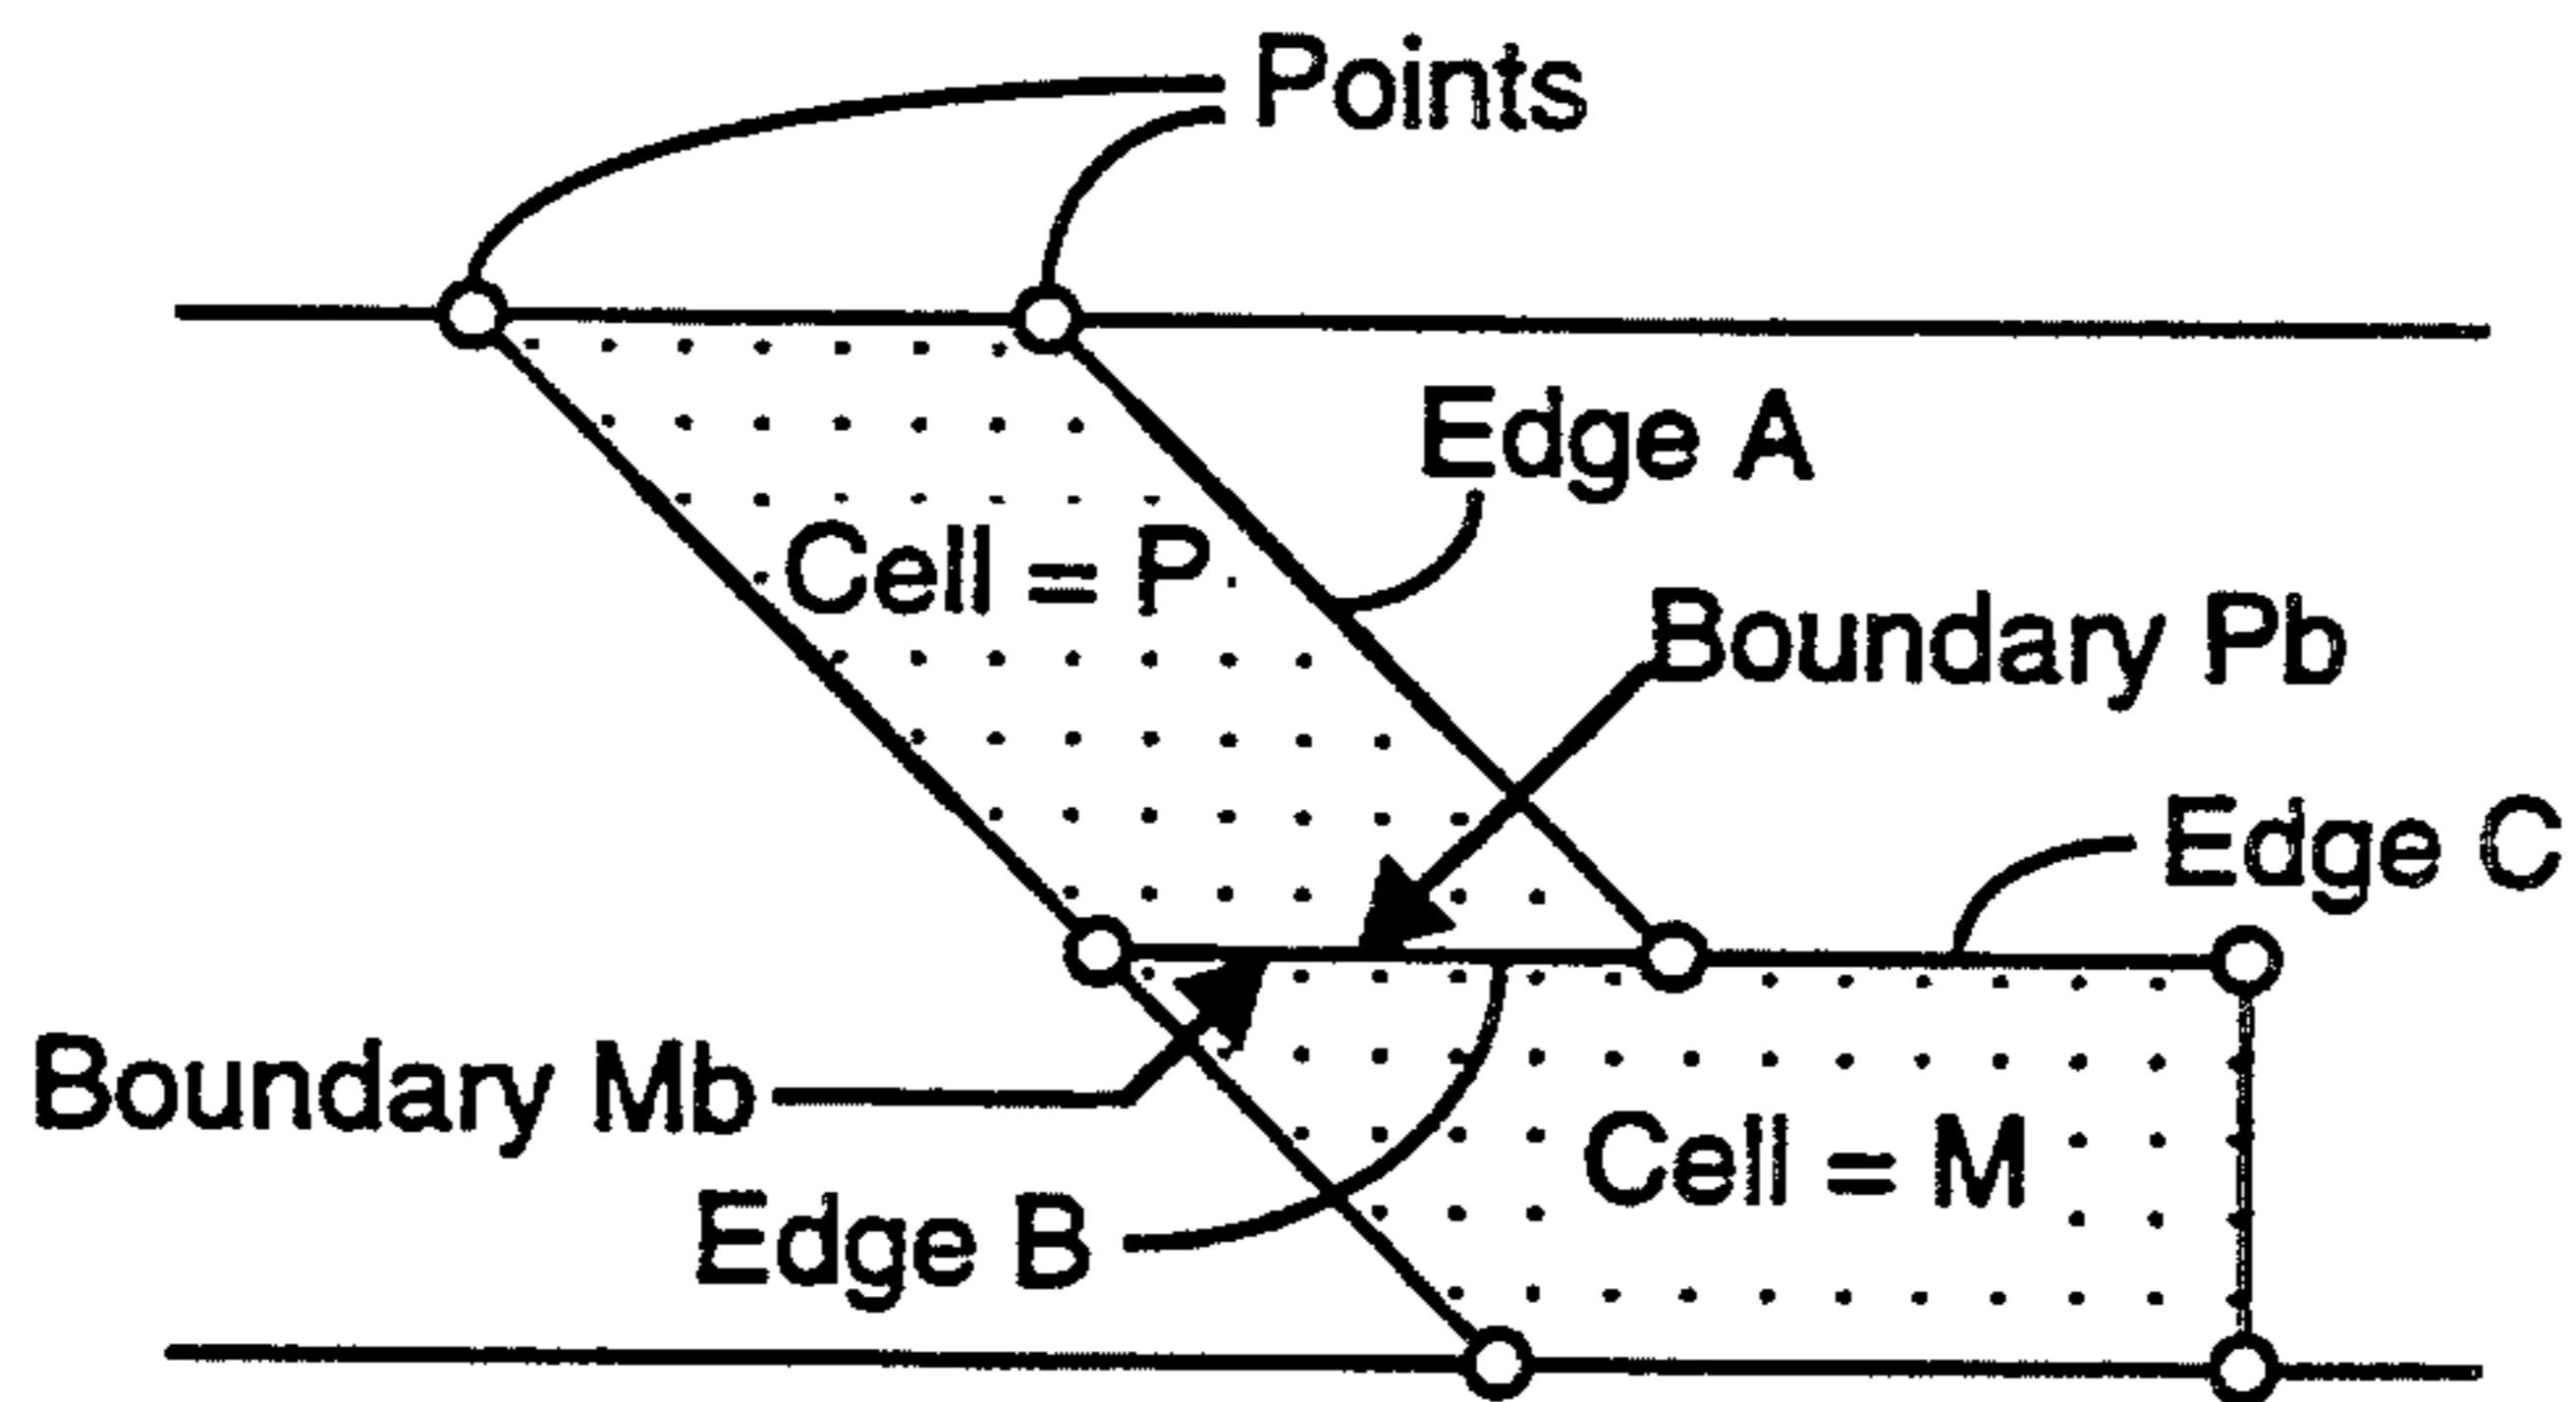 Points
Edge A
Cell = P
Boundary Pb
Edge C
Boundary Mb
Cell = M
Edge B